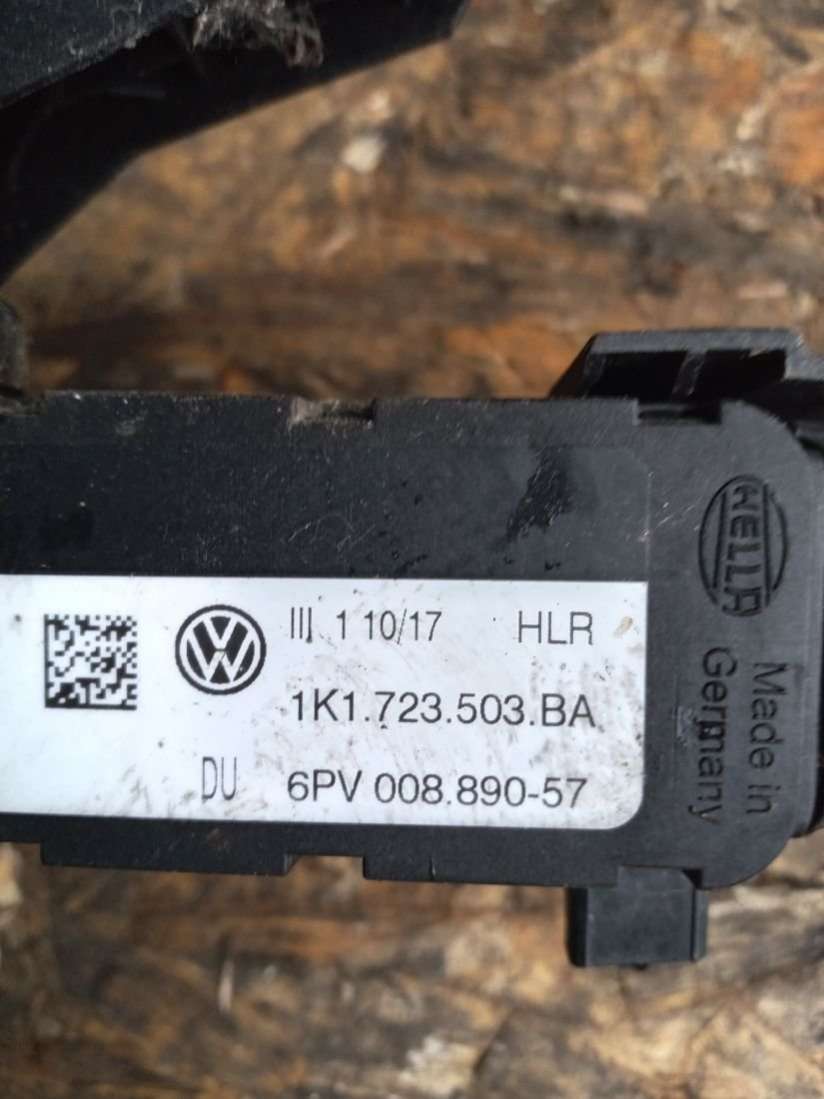 III 1 10/17 HLR
1K1.723.503.BA
DU 6PV 008.890-57
HELLA
Made in
Germany